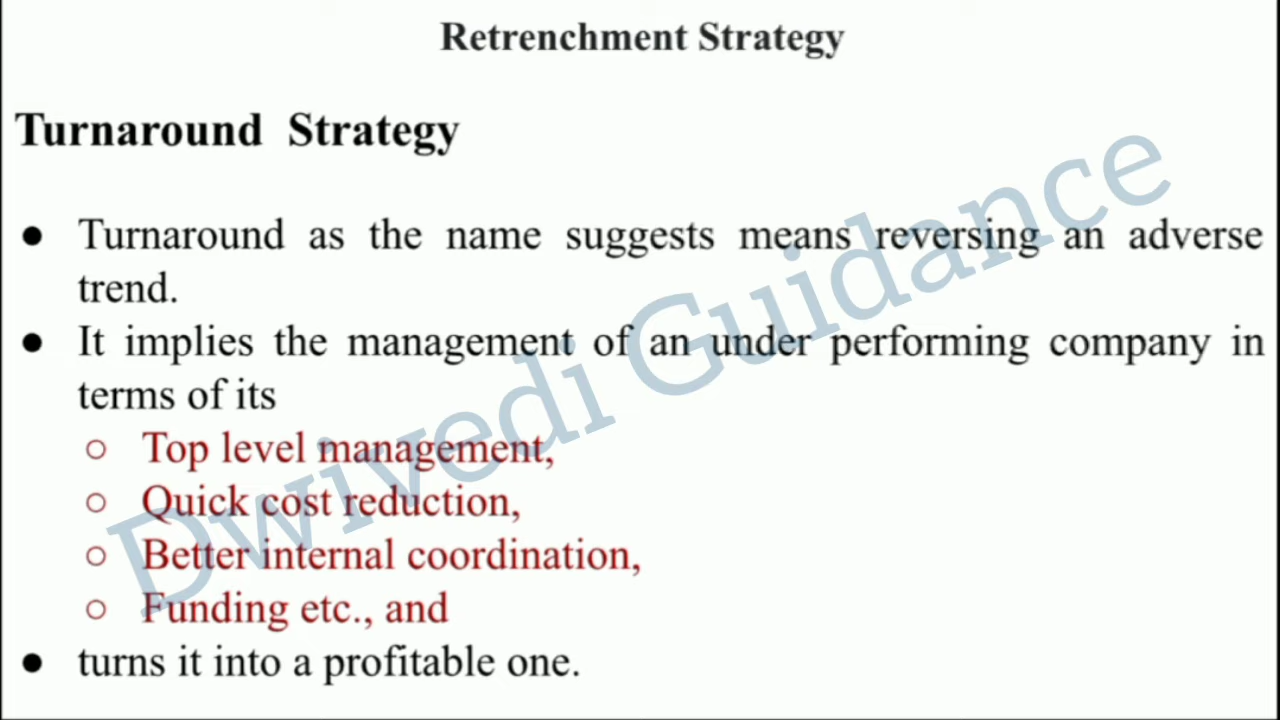 Retrenchment Strategy
Turnaround Strategy
● Turnaround as the name suggests means reversing an adverse
trend.
● It implies the management of an under performing company in
terms of its
○ Top level management,
○ Quick cost reduction,
○ Better internal coordination,
○ Funding etc., and
● turns it into a profitable one.
Dwivedi Guidance